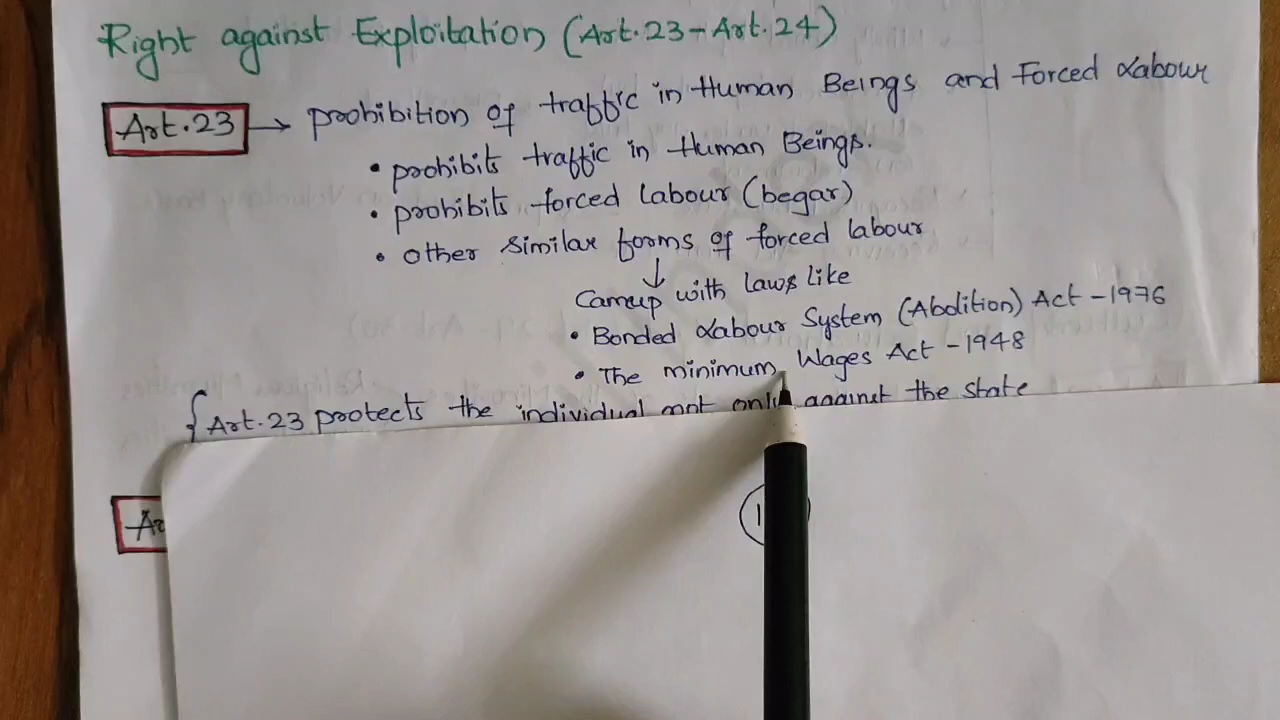 Right against Exploitation (Art.23-Art.24)
Art.23 → prohibition of traffic in Human Beings and Forced Labour
• prohibits traffic in Human Beings.
• prohibits forced labour (begar)
• other similar forms of forced labour
↓
Cameup with laws like
• Bonded Labour System (Abolition) Act - 1976
• The minimum Wages Act - 1948
{Art.23 protects the individual not only against the state